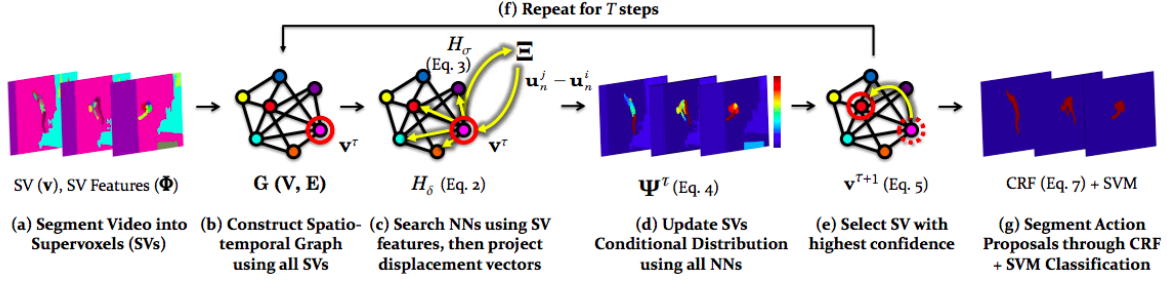 (f) Repeat for T steps
H_σ
(Eq. 3)
Ξ
u_n^j − u_n^i
v^τ
v^τ
SV (v), SV Features (Φ)
G (V, E)
H_δ (Eq. 2)
Ψ^τ (Eq. 4)
v^{τ+1} (Eq. 5)
CRF (Eq. 7) + SVM
(a) Segment Video into
Supervoxels (SVs)
(b) Construct Spatio-
temporal Graph
using all SVs
(c) Search NNs using SV
features, then project
displacement vectors
(d) Update SVs
Conditional Distribution
using all NNs
(e) Select SV with
highest confidence
(g) Segment Action
Proposals through CRF
+ SVM Classification